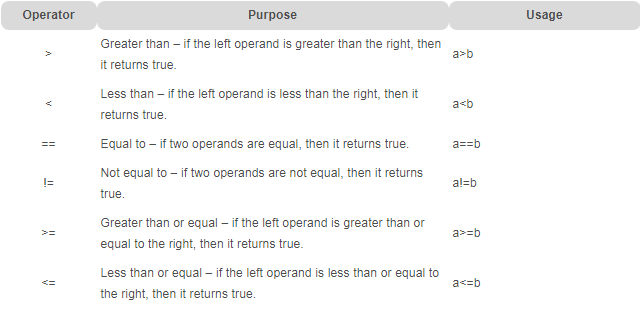 Operator Purpose Usage
> Greater than – if the left operand is greater than the right, then
it returns true. a>b
< Less than – if the left operand is less than the right, then it
returns true. a<b
== Equal to – if two operands are equal, then it returns true. a==b
!= Not equal to – if two operands are not equal, then it returns
true. a!=b
>= Greater than or equal – if the left operand is greater than or
equal to the right, then it returns true. a>=b
<= Less than or equal – if the left operand is less than or equal to
the right, then it returns true. a<=b